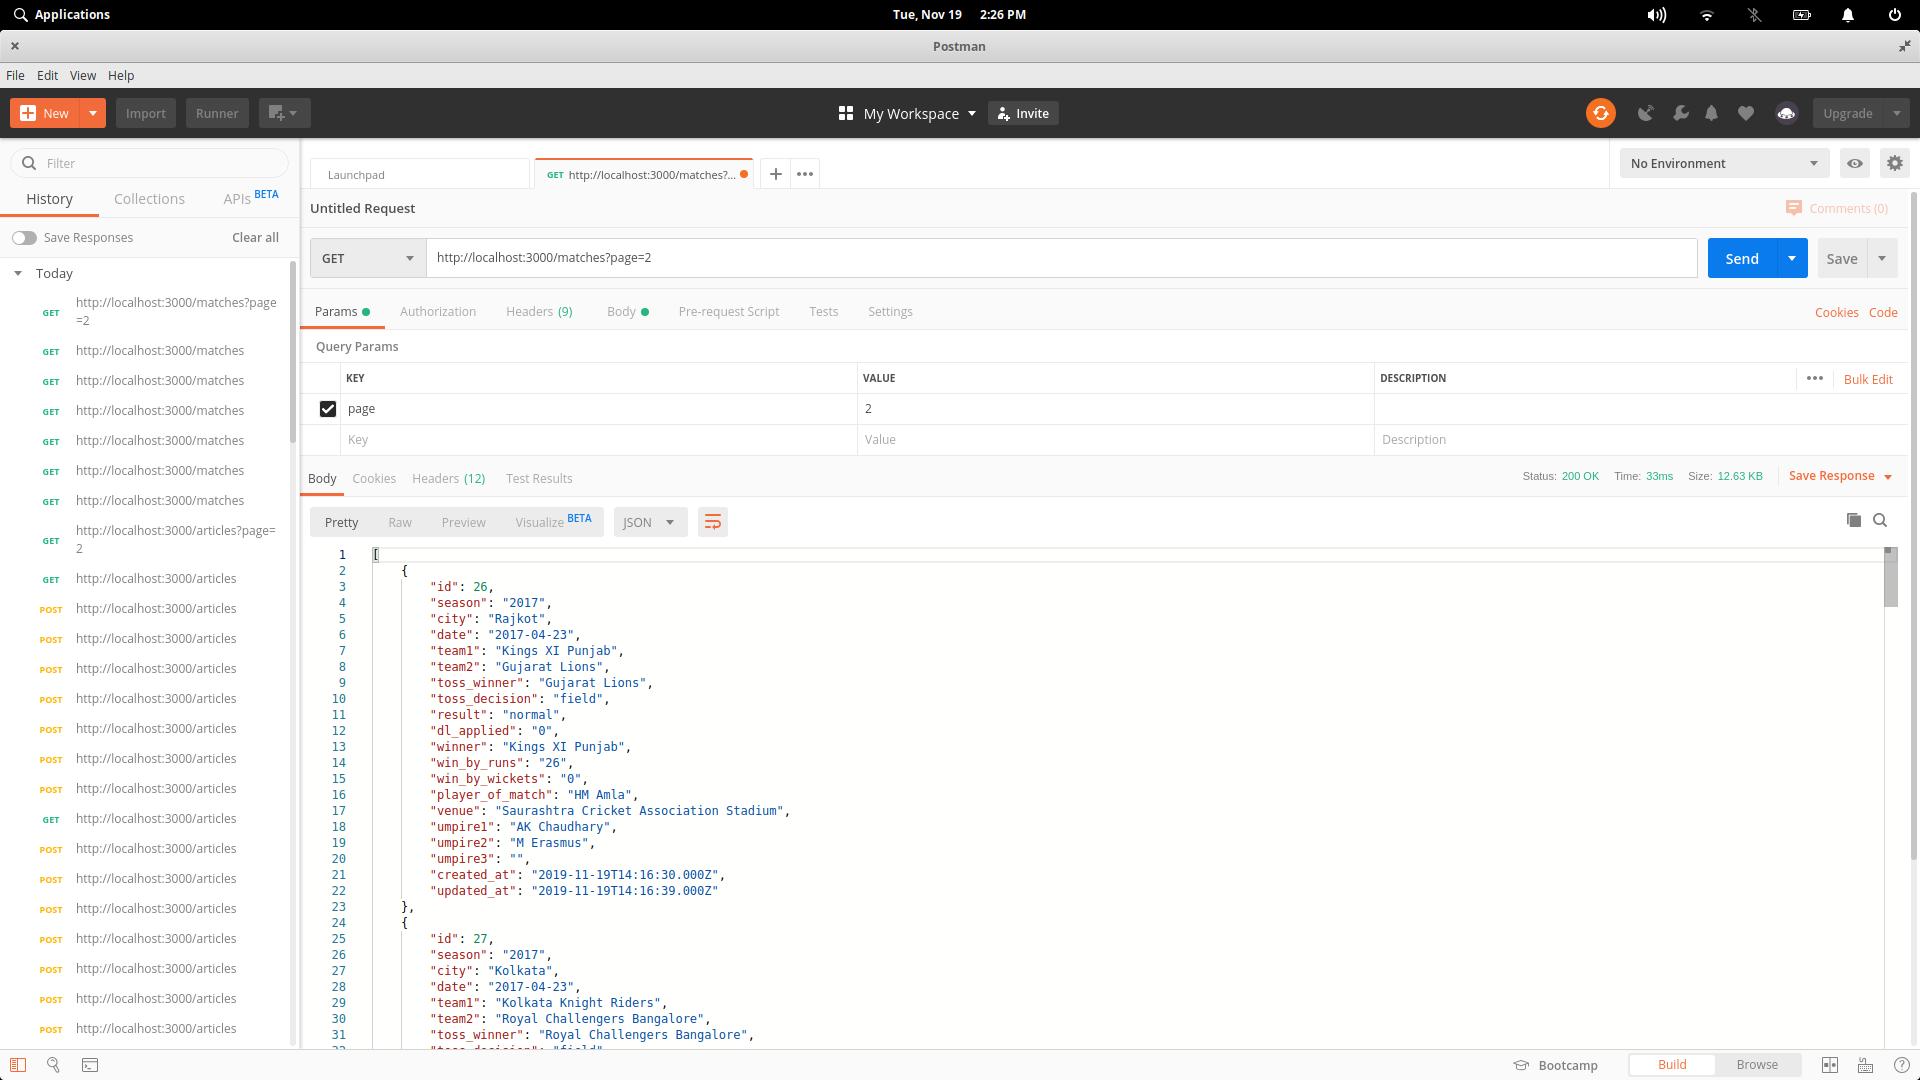 Applications
Tue, Nov 19 2:26 PM
Postman
File Edit View Help
New Import Runner My Workspace Invite Upgrade
Filter
History Collections APIs BETA
Save Responses Clear all
Today
GET http://localhost:3000/matches?page
=2
GET http://localhost:3000/matches
GET http://localhost:3000/matches
GET http://localhost:3000/matches
GET http://localhost:3000/matches
GET http://localhost:3000/matches
GET http://localhost:3000/matches
GET http://localhost:3000/articles?page=
2
GET http://localhost:3000/articles
POST http://localhost:3000/articles
POST http://localhost:3000/articles
POST http://localhost:3000/articles
POST http://localhost:3000/articles
POST http://localhost:3000/articles
POST http://localhost:3000/articles
POST http://localhost:3000/articles
GET http://localhost:3000/articles
POST http://localhost:3000/articles
POST http://localhost:3000/articles
POST http://localhost:3000/articles
POST http://localhost:3000/articles
POST http://localhost:3000/articles
POST http://localhost:3000/articles
POST http://localhost:3000/articles
Launchpad GET http://localhost:3000/matches?... + ••• No Environment
Untitled Request Comments (0)
GET http://localhost:3000/matches?page=2 Send Save
Params Authorization Headers (9) Body Pre-request Script Tests Settings Cookies Code
Query Params
KEY VALUE DESCRIPTION ••• Bulk Edit
page 2
Key Value Description
Body Cookies Headers (12) Test Results Status: 200 OK Time: 33ms Size: 12.63 KB Save Response
Pretty Raw Preview Visualize BETA JSON
1 [
2 {
3 "id": 26,
4 "season": "2017",
5 "city": "Rajkot",
6 "date": "2017-04-23",
7 "team1": "Kings XI Punjab",
8 "team2": "Gujarat Lions",
9 "toss_winner": "Gujarat Lions",
10 "toss_decision": "field",
11 "result": "normal",
12 "dl_applied": "0",
13 "winner": "Kings XI Punjab",
14 "win_by_runs": "26",
15 "win_by_wickets": "0",
16 "player_of_match": "HM Amla",
17 "venue": "Saurashtra Cricket Association Stadium",
18 "umpire1": "AK Chaudhary",
19 "umpire2": "M Erasmus",
20 "umpire3": "",
21 "created_at": "2019-11-19T14:16:30.000Z",
22 "updated_at": "2019-11-19T14:16:39.000Z"
23 },
24 {
25 "id": 27,
26 "season": "2017",
27 "city": "Kolkata",
28 "date": "2017-04-23",
29 "team1": "Kolkata Knight Riders",
30 "team2": "Royal Challengers Bangalore",
31 "toss_winner": "Royal Challengers Bangalore",
Bootcamp Build Browse